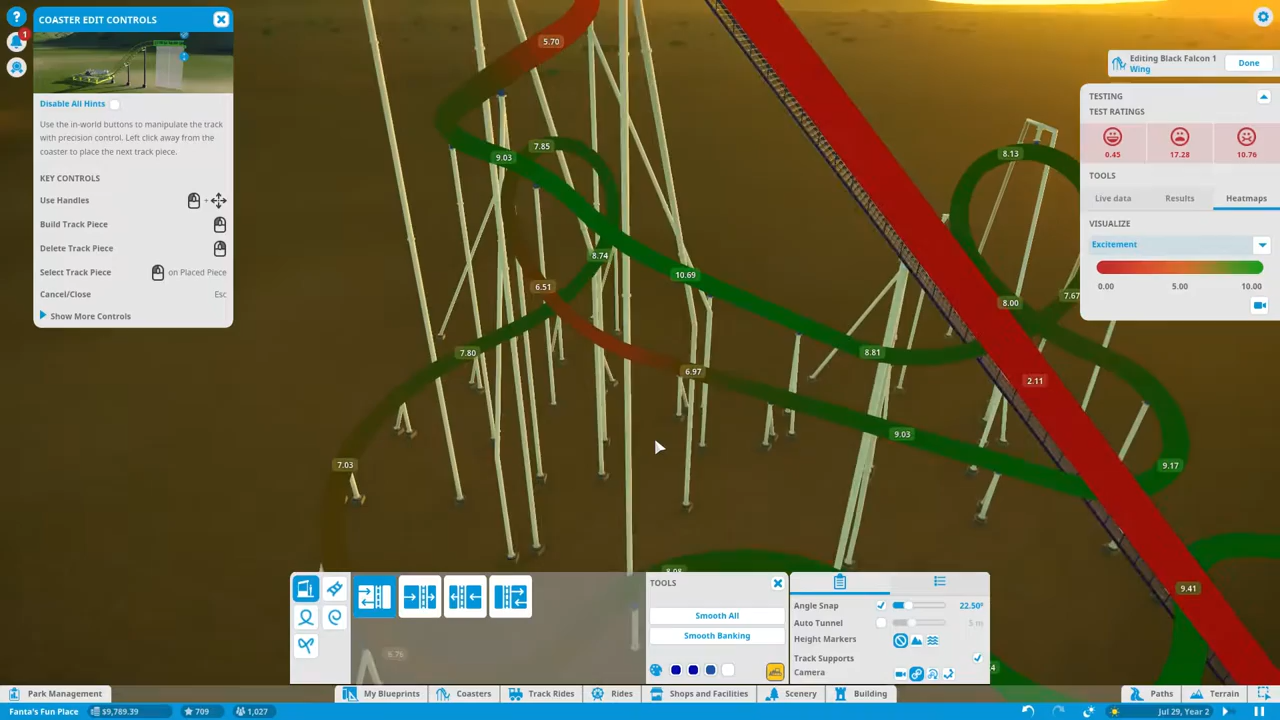 COASTER EDIT CONTROLS
Disable All Hints
Use the in-world buttons to manipulate the track
with precision control. Left click away from the
coaster to place the next track piece.
KEY CONTROLS
Use Handles
+
Build Track Piece
Delete Track Piece
Select Track Piece
on Placed Piece
Cancel/Close
Esc
Show More Controls
?
1
Editing Black Falcon 1
Wing
Done
TESTING
TEST RATINGS
0.45
17.28
10.76
TOOLS
Live data
Results
Heatmaps
VISUALIZE
Excitement
0.00
5.00
10.00
5.70
7.85
9.03
8.13
8.74
10.69
6.51
8.00
7.67
7.80
8.81
6.97
2.11
9.03
7.03
9.17
9.41
8.08
6.76
TOOLS
Smooth All
Smooth Banking
Angle Snap
22.50°
Auto Tunnel
5 m
Height Markers
Track Supports
Camera
Park Management
My Blueprints
Coasters
Track Rides
Rides
Shops and Facilities
Scenery
Building
Paths
Terrain
Fanta's Fun Place
$9,789.39
709
1,027
Jul 29, Year 2